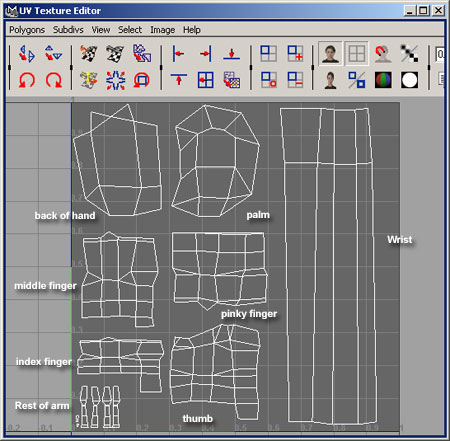 UV Texture Editor
Polygons Subdivs View Select Image Help
back of hand
palm
Wrist
middle finger
pinky finger
index finger
Rest of arm
thumb